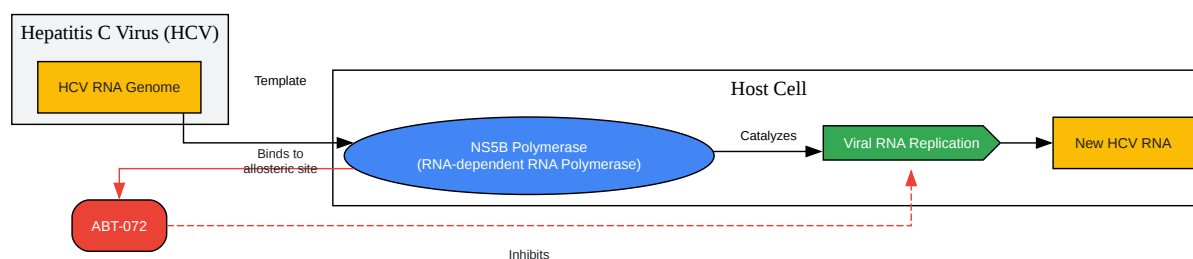 Hepatitis C Virus (HCV)
HCV RNA Genome
Template
Host Cell
NS5B Polymerase
(RNA-dependent RNA Polymerase)
Catalyzes
Viral RNA Replication
New HCV RNA
Binds to
allosteric site
ABT-072
Inhibits